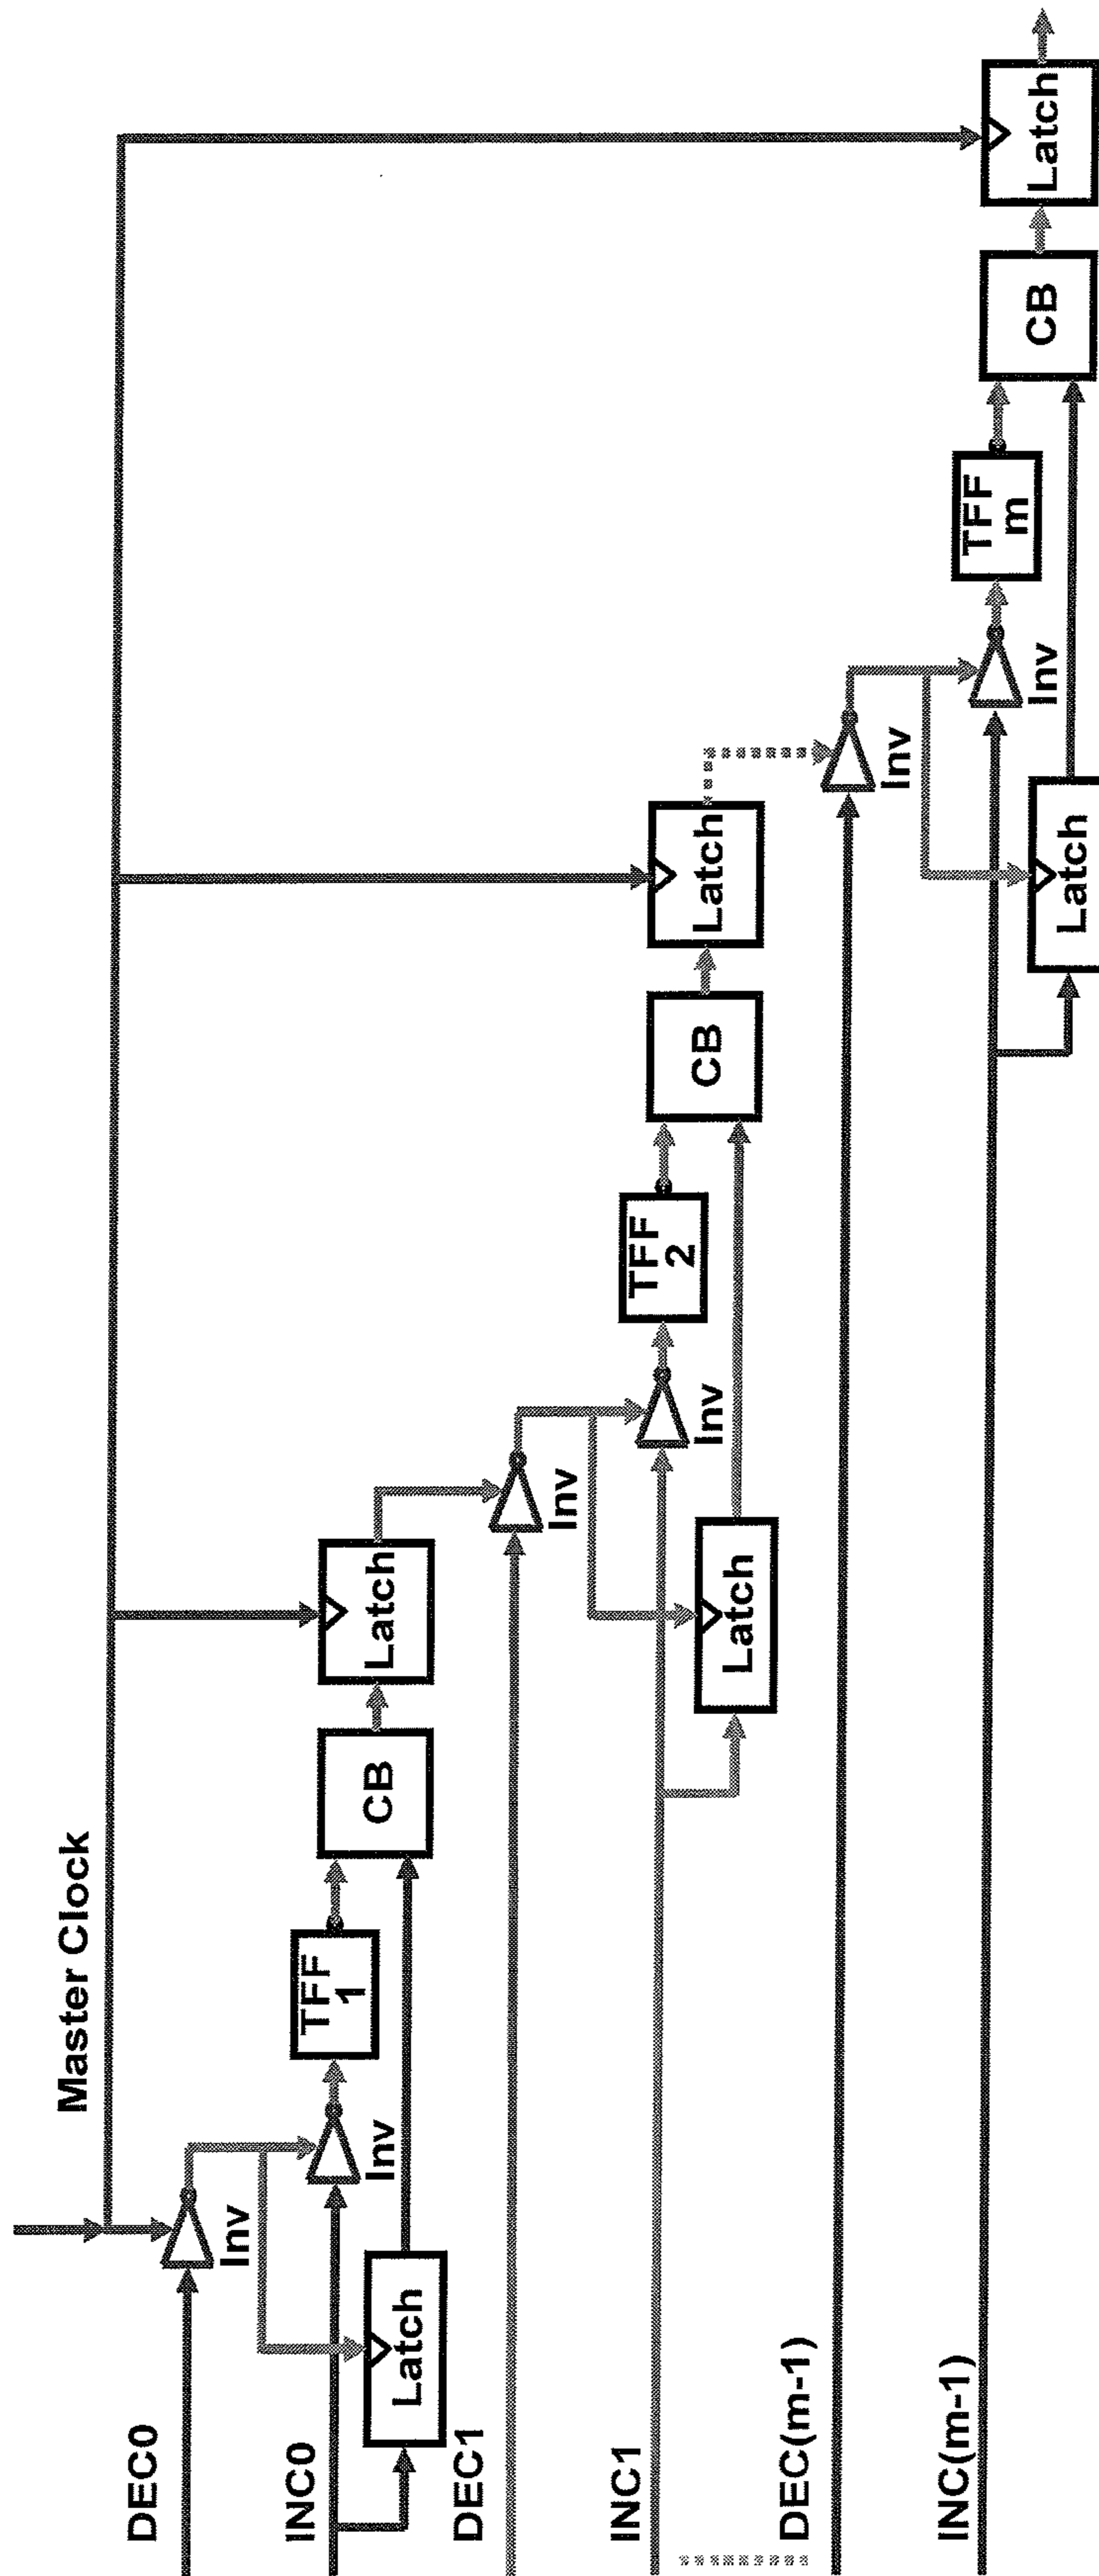 Master Clock
DEC0
Inv
INC0
Inv
TFF
1
CB
Latch
Latch
DEC1
Inv
INC1
Inv
TFF
2
CB
Latch
Latch
DEC(m-1)
Inv
INC(m-1)
Inv
TFF
m
CB
Latch
Latch